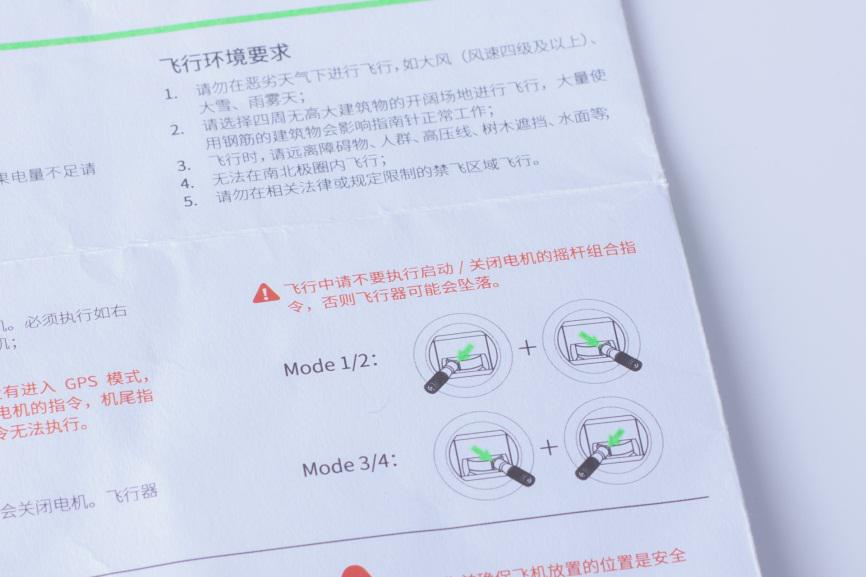 飞行环境要求
1. 请勿在恶劣天气下进行飞行，如大风（风速四级及以上）、
大雪、雨雾天；
2. 请选择四周无高大建筑物的开阔场地进行飞行，大量使
用钢筋的建筑物会影响指南针正常工作；
3. 飞行时，请远离障碍物、人群、高压线、树木遮挡、水面等；
4. 无法在南北极圈内飞行；
5. 请勿在相关法律或规定限制的禁飞区域飞行。
果电量不足请
飞行中请不要执行启动 / 关闭电机的摇杆组合指
令，否则飞行器可能会坠落。
机。必须执行如右
机；
有进入 GPS 模式，
电机的指令，机尾指
令无法执行。
会关闭电机。飞行器
Mode 1/2： +
Mode 3/4： +
确保飞机放置的位置是安全